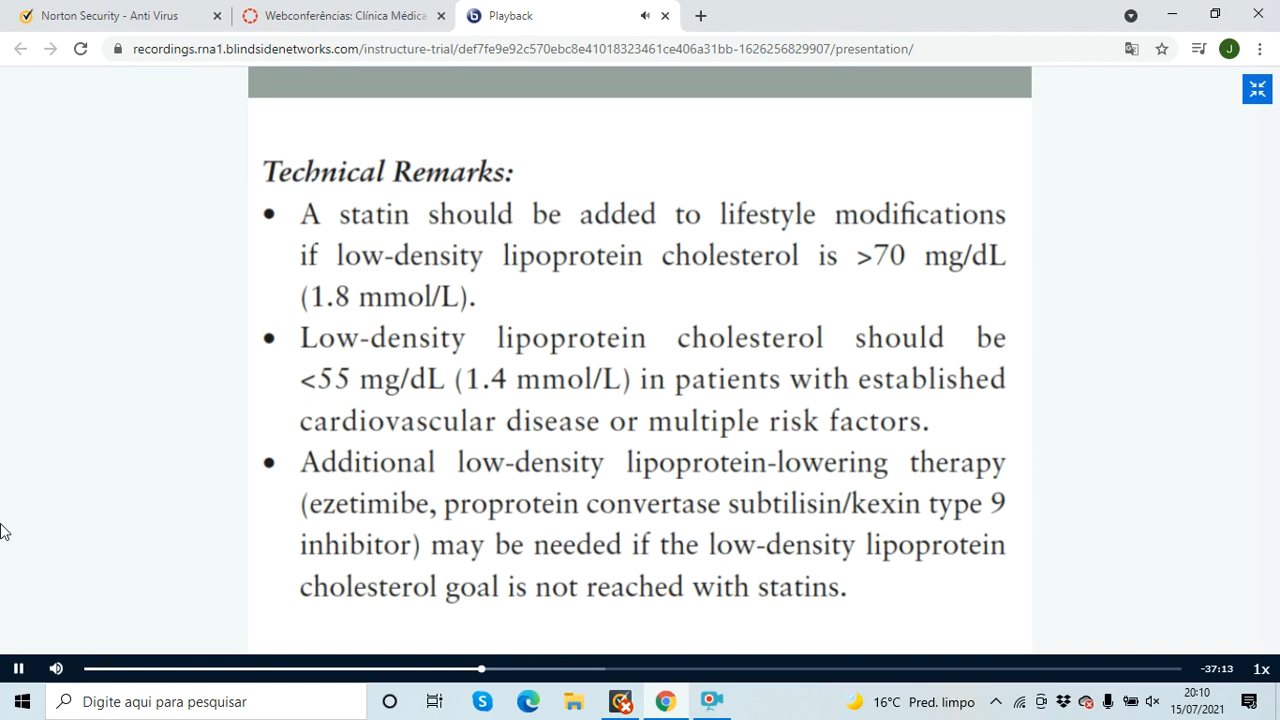 Norton Security - Anti Virus
Webconferências: Clínica Médica
Playback
recordings.rna1.blindsidenetworks.com/instructure-trial/def7fe9e92c570ebc8e41018323461ce406a31bb-1626256829907/presentation/
J
Technical Remarks:
• A statin should be added to lifestyle modifications
if low-density lipoprotein cholesterol is >70 mg/dL
(1.8 mmol/L).
• Low-density lipoprotein cholesterol should be
<55 mg/dL (1.4 mmol/L) in patients with established
cardiovascular disease or multiple risk factors.
• Additional low-density lipoprotein-lowering therapy
(ezetimibe, proprotein convertase subtilisin/kexin type 9
inhibitor) may be needed if the low-density lipoprotein
cholesterol goal is not reached with statins.
-37:13
1x
Digite aqui para pesquisar
16°C Pred. limpo
20:10
15/07/2021